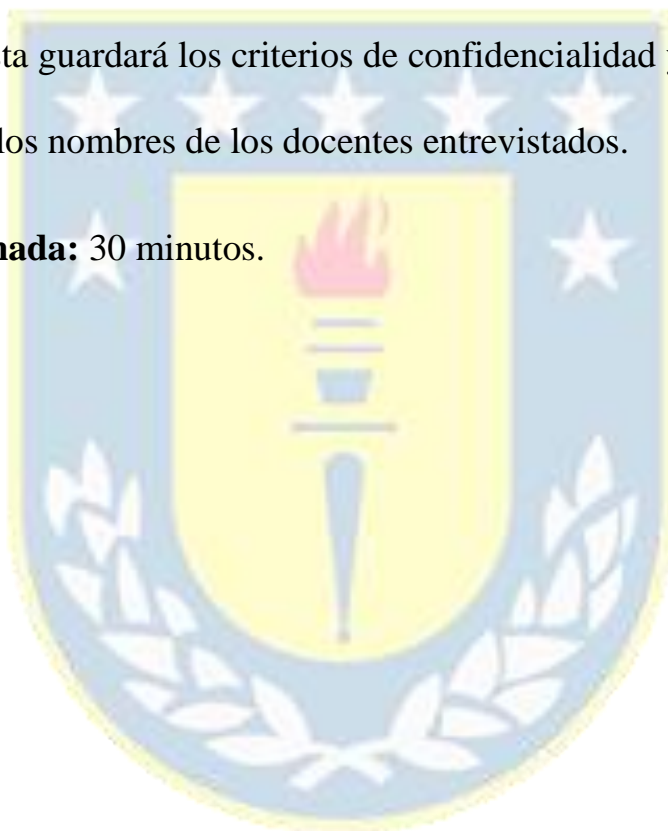 ta guardará los criterios de confidencialidad y
los nombres de los docentes entrevistados.
nada: 30 minutos.